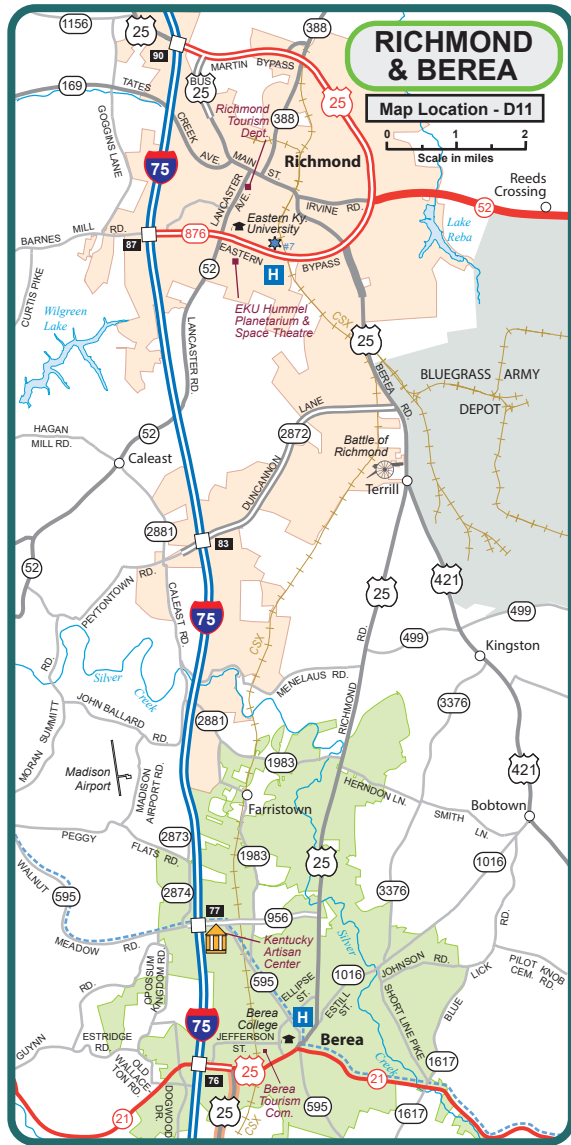 RICHMOND
& BEREA
Map Location - D11
0 1 2
Scale in miles
1156
25
90
MARTIN BYPASS
388
BUS
25
169
TATES
CREEK
AVE.
GOGGINS LANE
Richmond
Tourism
Dept.
388
25
Richmond
MAIN
ST.
75
LANCASTER
AVE.
IRVINE RD.
Reeds
Crossing
52
Lake
Reba
BARNES MILL RD.
87
876
Eastern Ky.
University
#7
EASTERN
BYPASS
H
CURTIS PIKE
52
EKU Hummel
Planetarium &
Space Theatre
Wilgreen
Lake
LANCASTER RD.
CSX
25
BEREA
RD.
BLUEGRASS ARMY
DEPOT
LANE
2872
DUNCANNON
HAGAN
MILL RD.
52
Caleast
Battle of
Richmond
Terrill
2881
83
52
PEYTONTOWN RD.
CALEAST RD.
75
25
421
499
499
Kingston
CSX
RD.
Silver
Creek
MENELAUS RD.
RICHMOND
3376
MORAN SUMMITT
RD.
JOHN BALLARD
RD.
2881
1983
Madison
Airport
MADISON
AIRPORT RD.
421
HERNDON LN.
Farristown
SMITH
LN.
Bobtown
PEGGY
FLATS RD.
2873
1983
25
1016
WALNUT
595
2874
3376
77
956
MEADOW RD.
Kentucky
Artisan
Center
Silver
RD.
OPOSSUM
KINGDOM RD.
595
ELLIPSE
ST.
1016
JOHNSON RD.
LICK
PILOT KNOB
CEM. RD.
ESTILL
ST.
SHORT LINE PIKE
BLUE
RD.
75
Berea
College
H
GUYNN
ESTRIDGE
RD.
JEFFERSON
ST.
Berea
1617
OLD
WALLACE-
TON RD.
76
25
Creek
21
21
DOGWOOD
DR.
25
Berea
Tourism
Com.
CSX
595
1617